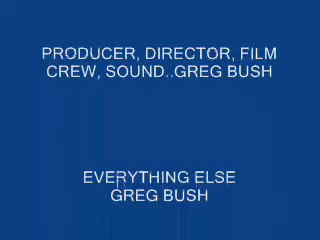 PRODUCER, DIRECTOR, FILM
CREW, SOUND..GREG BUSH
EVERYTHING ELSE
GREG BUSH